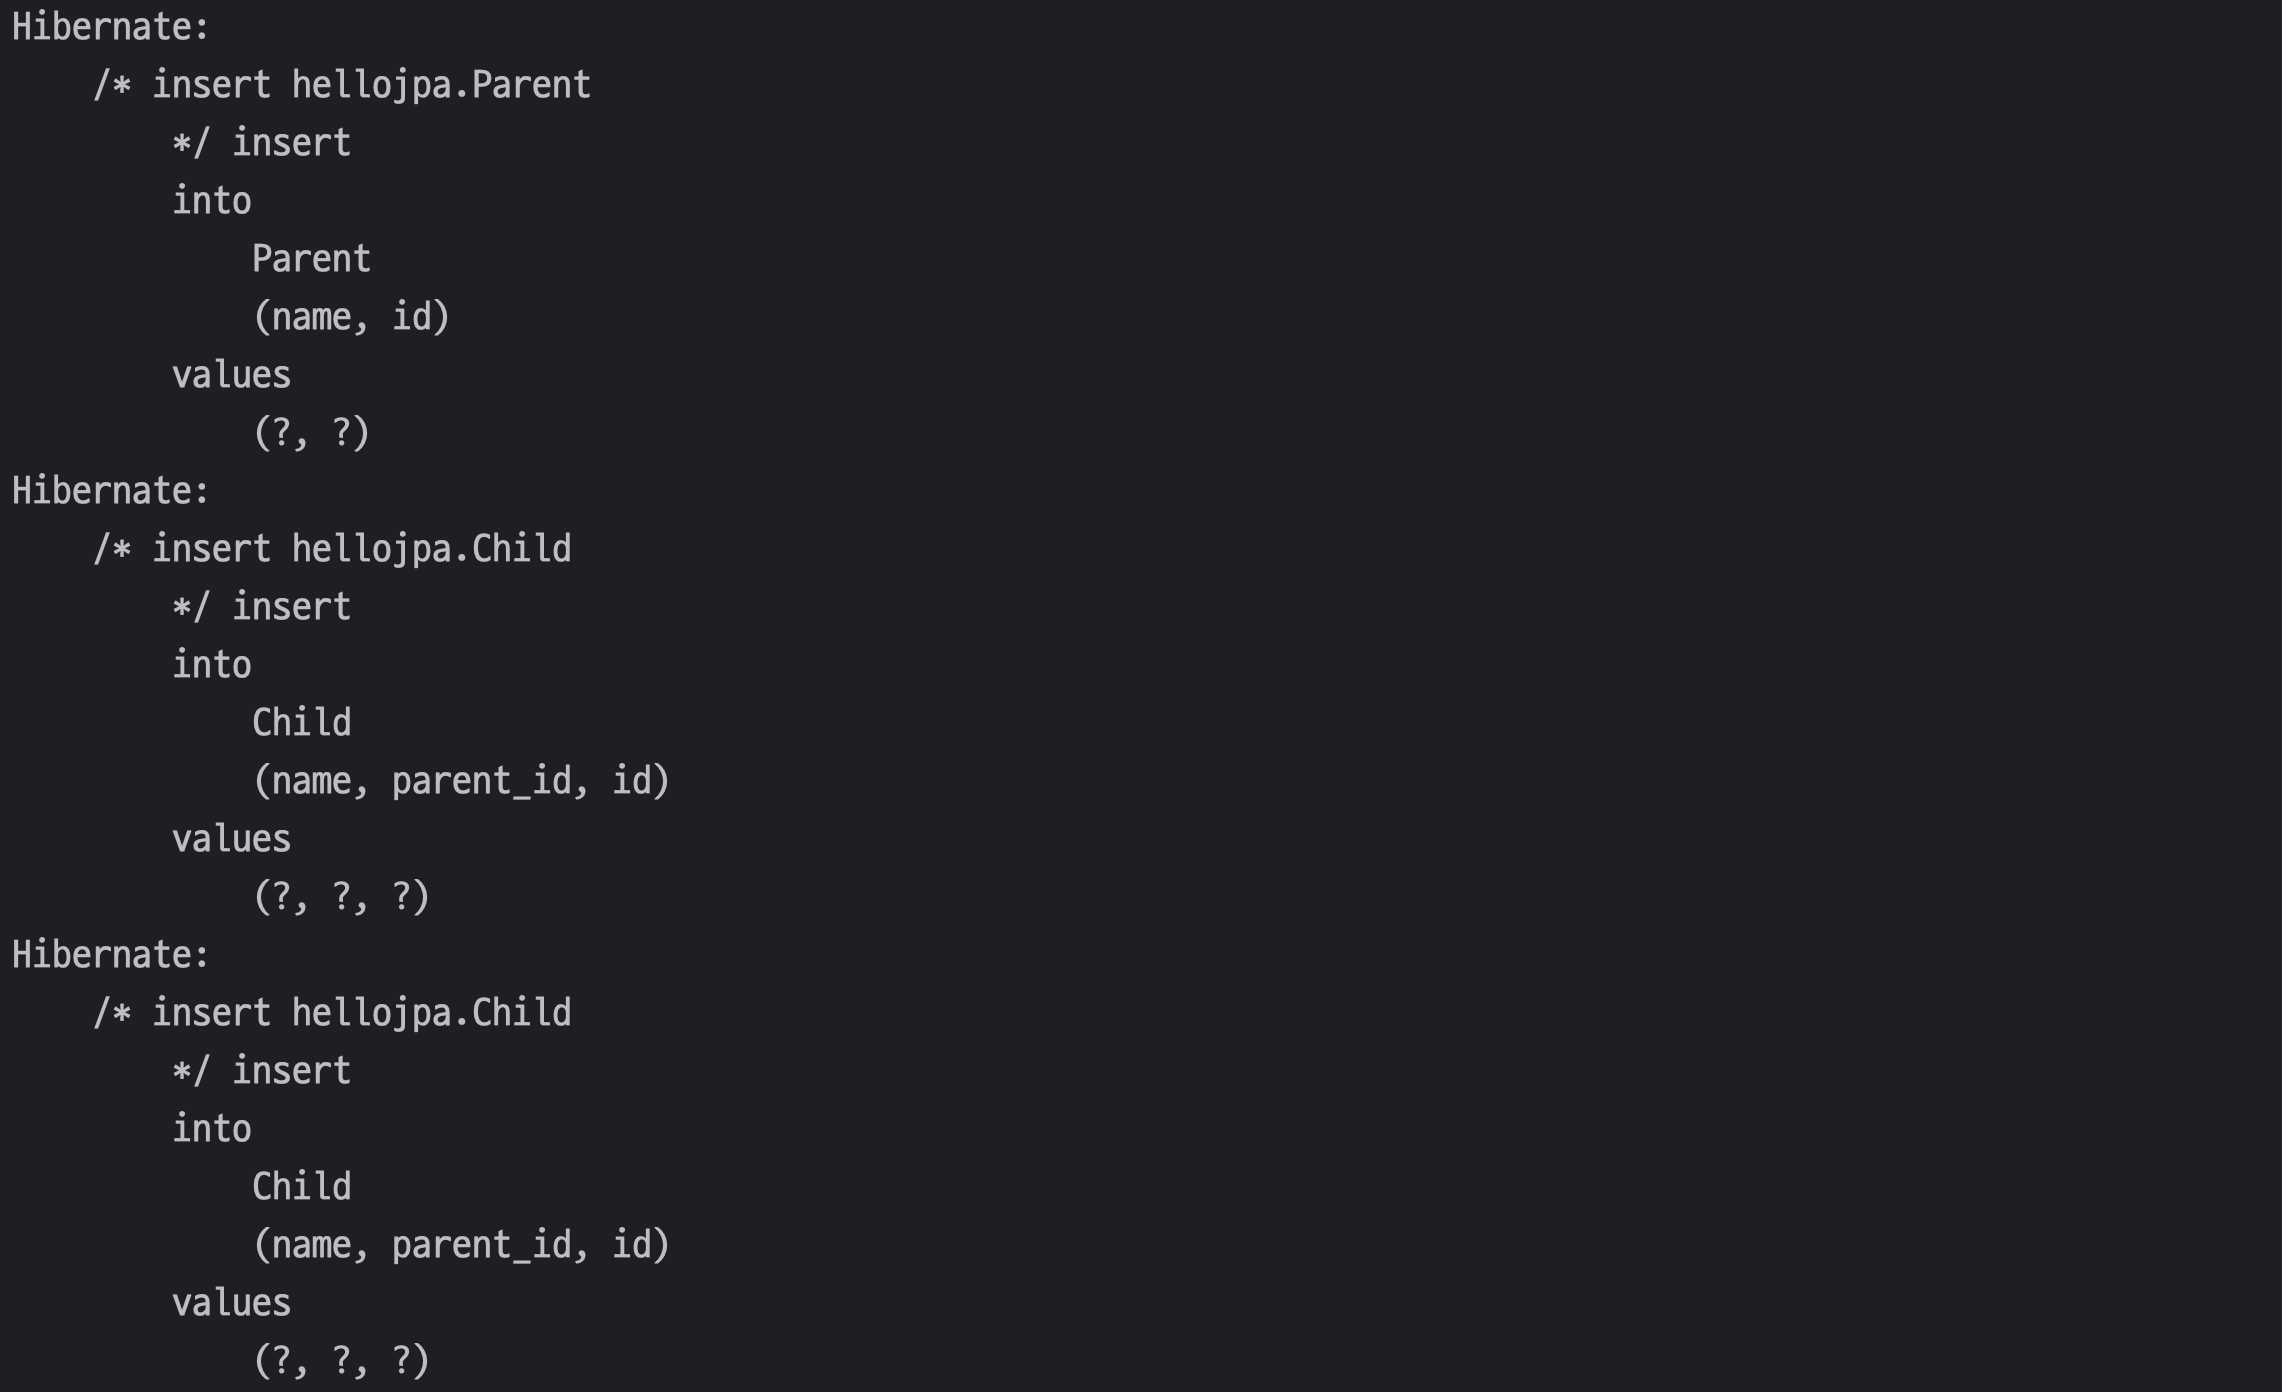 Hibernate:
    /* insert hellojpa.Parent
        */ insert
        into
            Parent
            (name, id)
        values
            (?, ?)
Hibernate:
    /* insert hellojpa.Child
        */ insert
        into
            Child
            (name, parent_id, id)
        values
            (?, ?, ?)
Hibernate:
    /* insert hellojpa.Child
        */ insert
        into
            Child
            (name, parent_id, id)
        values
            (?, ?, ?)